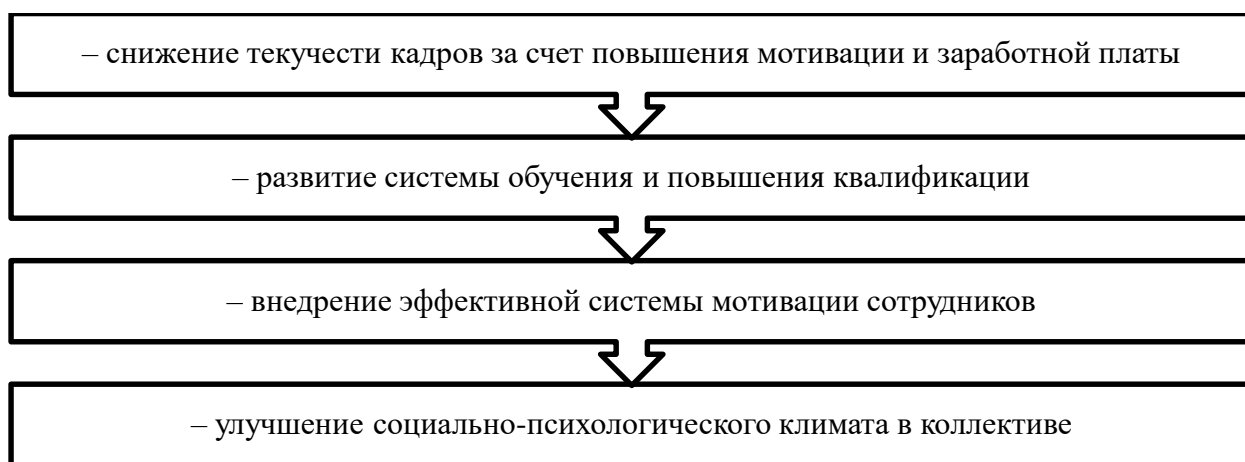 – снижение текучести кадров за счет повышения мотивации и заработной платы
– развитие системы обучения и повышения квалификации
– внедрение эффективной системы мотивации сотрудников
– улучшение социально-психологического климата в коллективе